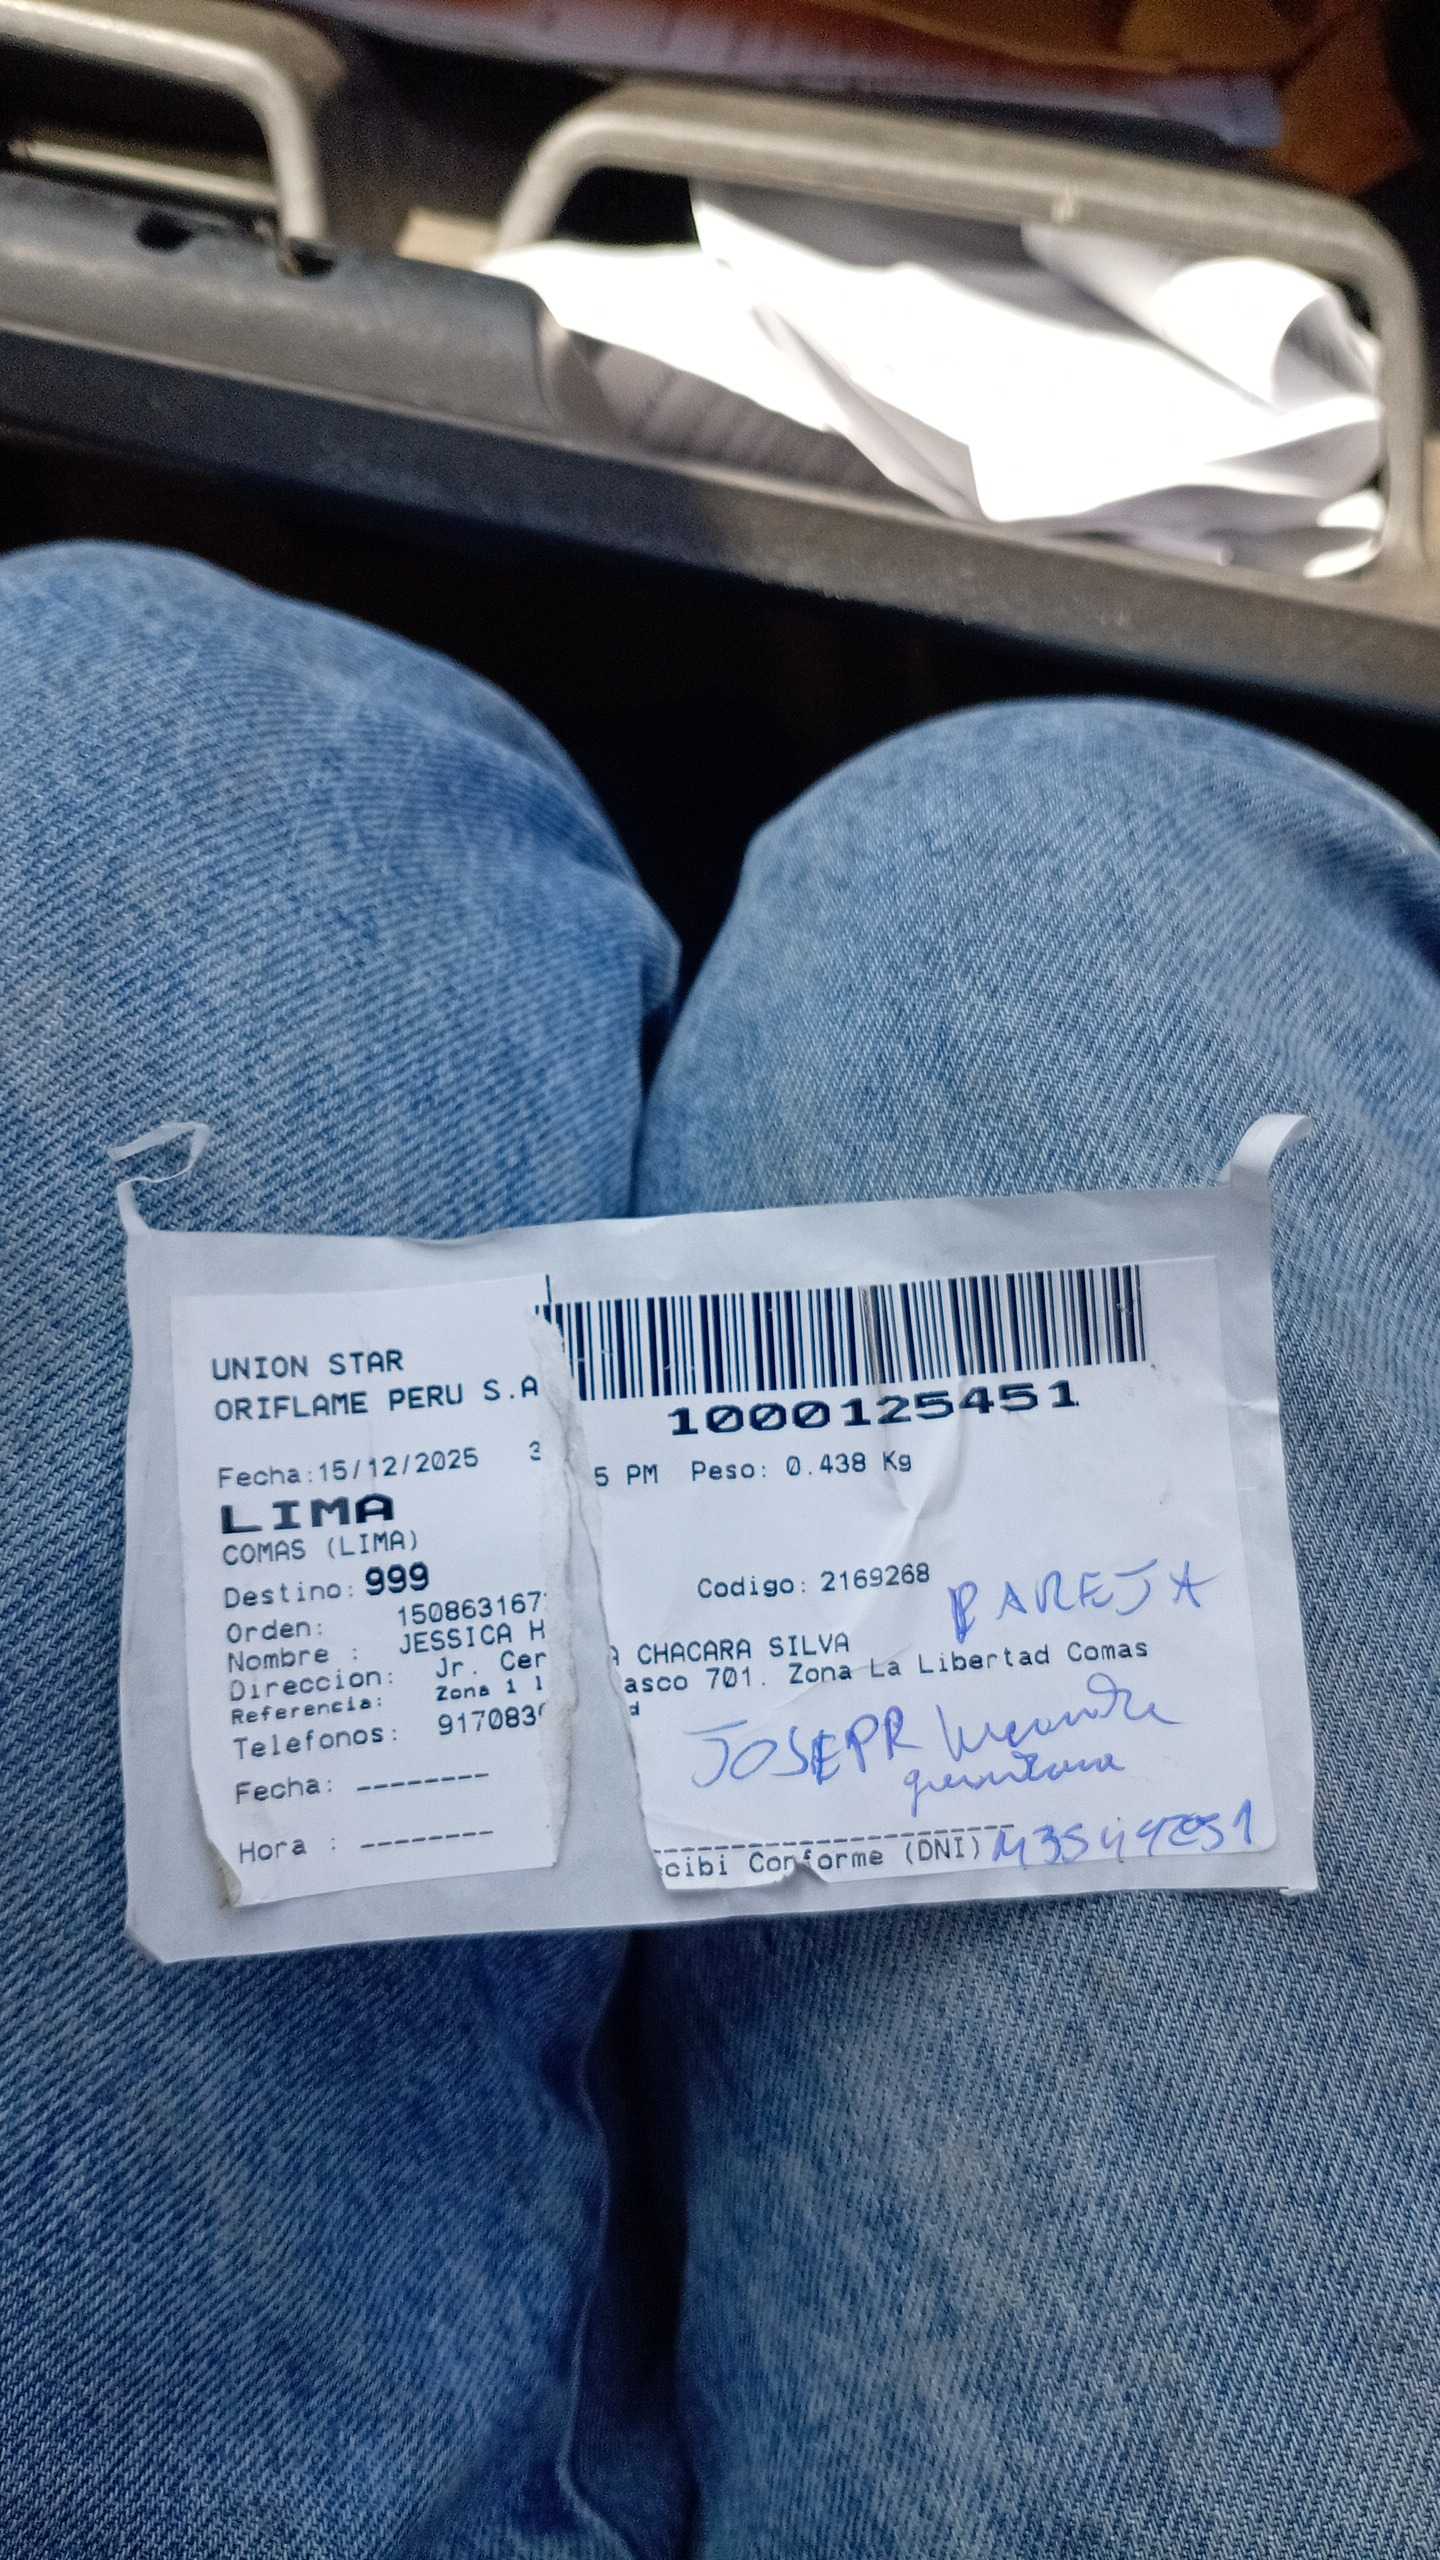 UNION STAR
ORIFLAME PERU S.A
1000125451
Fecha:15/12/2025 3 5 PM Peso: 0.438 Kg
LIMA
COMAS (LIMA)
Destino: 999
Codigo: 2169268
PAREJA
Orden: 150863167
Nombre : JESSICA H CHACARA SILVA
Direccion: Jr. Cer asco 701. Zona La Libertad Comas
Referencia: Zona 1 l d
Telefonos: 917083
JOSEPR
Fecha: --------
Hora : --------
cibi Conforme (DNI)